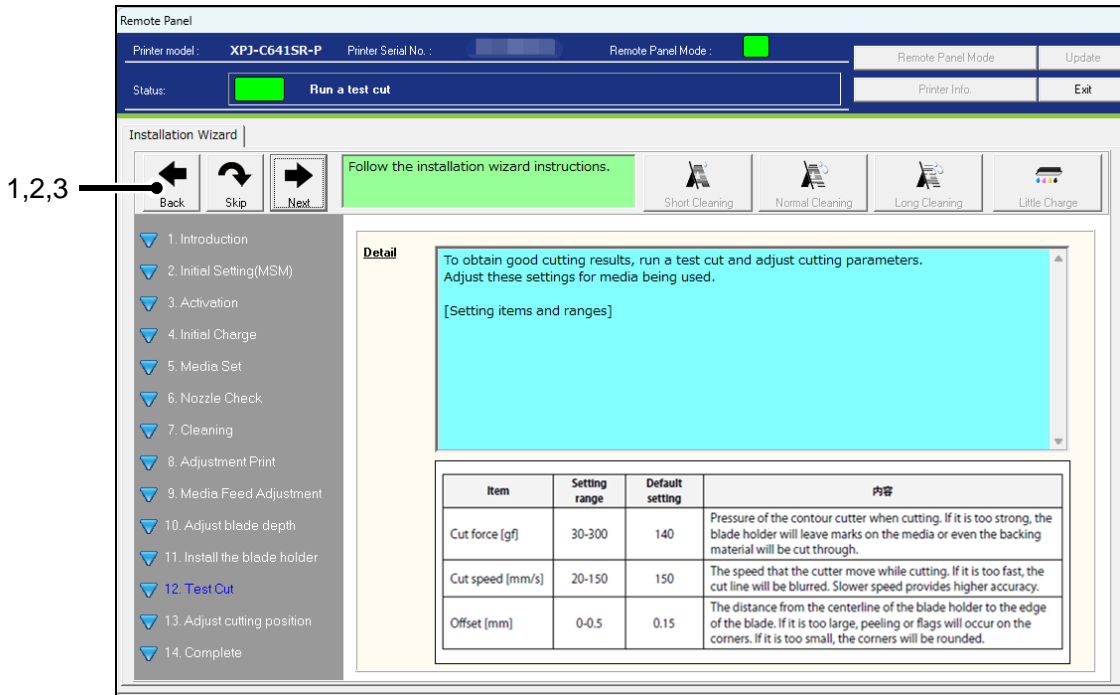 Remote Panel
Printer model : XPJ-C641SR-P Printer Serial No. : Remote Panel Mode :
Remote Panel Mode Update
Status: Run a test cut
Printer Info. Exit
Installation Wizard
1,2,3
Back Skip Next
Follow the installation wizard instructions.
Short Cleaning Normal Cleaning Long Cleaning Little Charge
1. Introduction
2. Initial Setting(MSM)
3. Activation
4. Initial Charge
5. Media Set
6. Nozzle Check
7. Cleaning
8. Adjustment Print
9. Media Feed Adjustment
10. Adjust blade depth
11. Install the blade holder
12. Test Cut
13. Adjust cutting position
14. Complete
Detail
To obtain good cutting results, run a test cut and adjust cutting parameters.
Adjust these settings for media being used.
[Setting items and ranges]
Item Setting range Default setting 内容
Cut force [gf] 30-300 140 Pressure of the contour cutter when cutting. If it is too strong, the
blade holder will leave marks on the media or even the backing
material will be cut through.
Cut speed [mm/s] 20-150 150 The speed that the cutter move while cutting. If it is too fast, the
cut line will be blurred. Slower speed provides higher accuracy.
Offset [mm] 0-0.5 0.15 The distance from the centerline of the blade holder to the edge
of the blade. If it is too large, peeling or flags will occur on the
corners. If it is too small, the corners will be rounded.